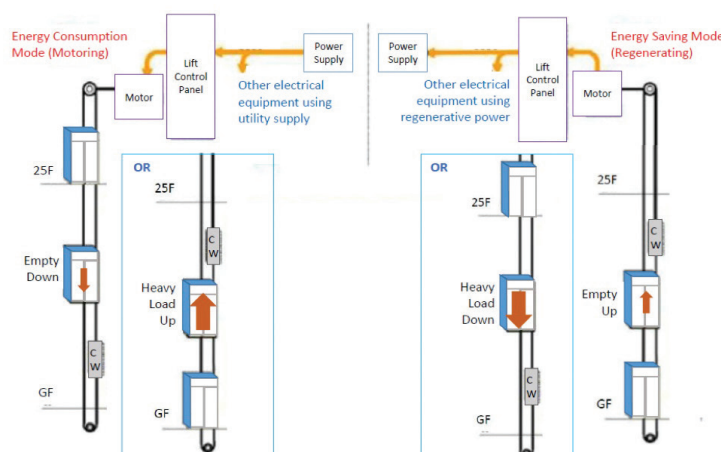 Energy Consumption
Mode (Motoring)
Motor
Lift
Control
Panel
Power
Supply
Other electrical
equipment using
utility supply
25F
Empty
Down
C
W
GF
OR
25F
C
W
Heavy
Load
Up
GF
Power
Supply
Other electrical
equipment using
regenerative power
Lift
Control
Panel
Motor
Energy Saving Mode
(Regenerating)
OR
25F
Heavy
Load
Down
C
W
GF
25F
C
W
Empty
Up
GF